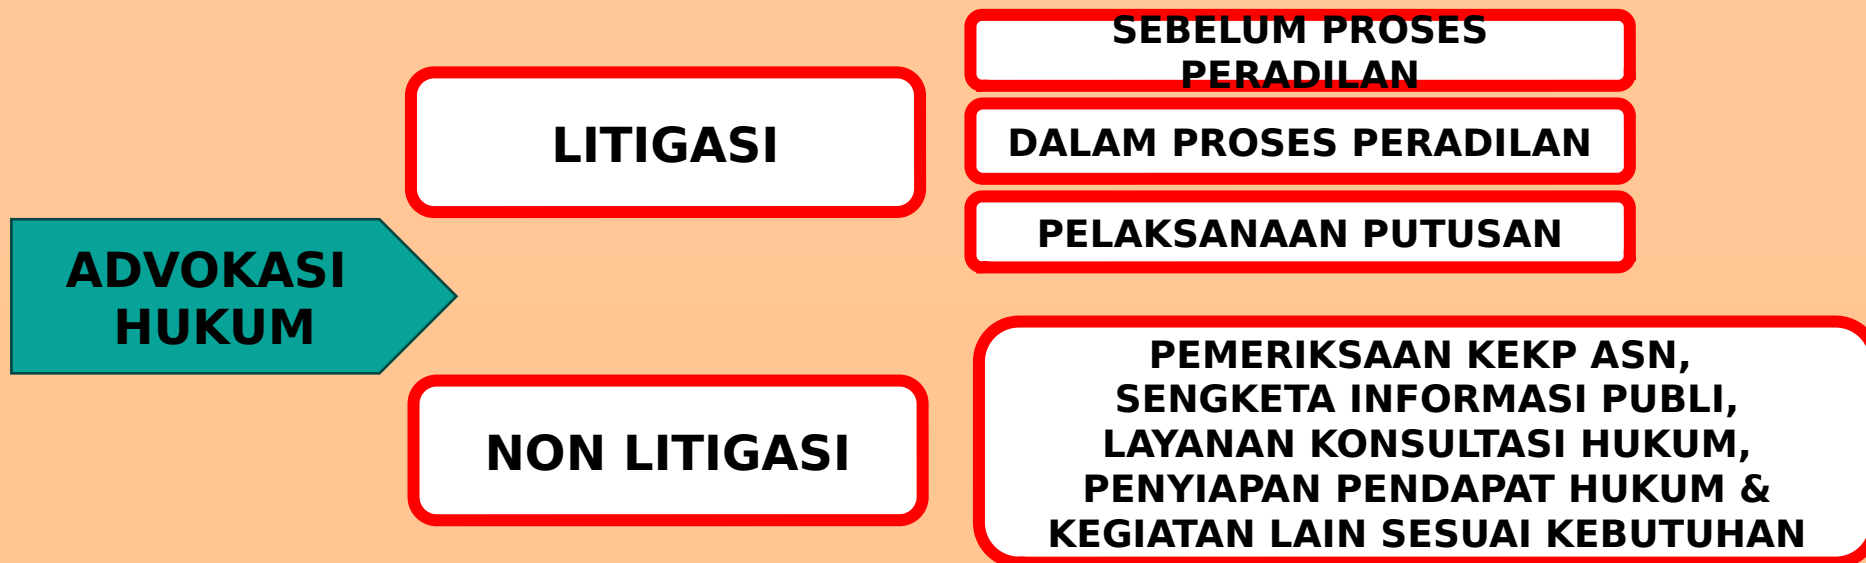 ADVOKASI
HUKUM
LITIGASI
SEBELUM PROSES
PERADILAN
DALAM PROSES PERADILAN
PELAKSANAAN PUTUSAN
NON LITIGASI
PEMERIKSAAN KEKP ASN,
SENGKETA INFORMASI PUBLI,
LAYANAN KONSULTASI HUKUM,
PENYIAPAN PENDAPAT HUKUM &
KEGIATAN LAIN SESUAI KEBUTUHAN